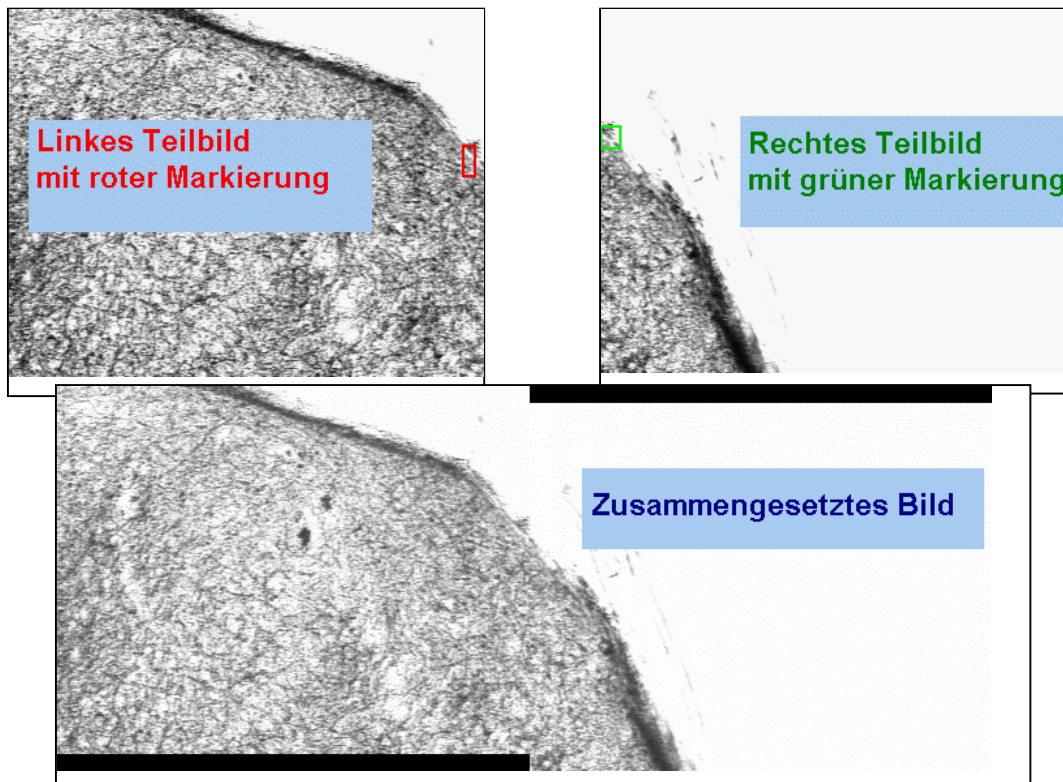 Linkes Teilbild
mit roter Markierung
Rechtes Teilbild
mit grüner Markierung
Zusammengesetztes Bild